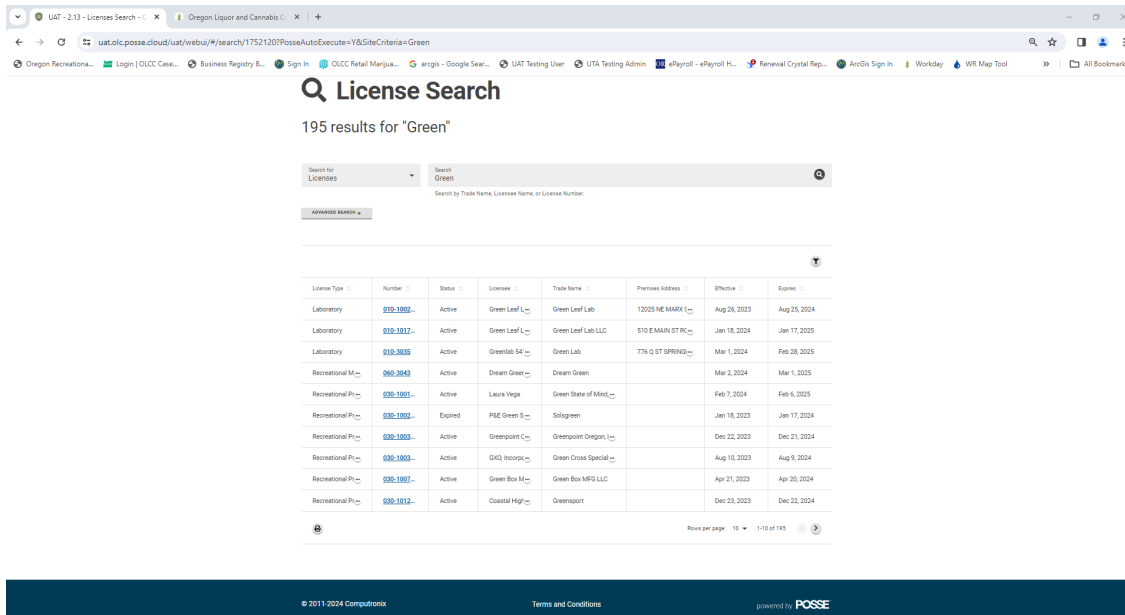 UAT - 2.13 - Licenses Search - C
Oregon Liquor and Cannabis C
uat.olc.posse.cloud/uat/webui/#/search/1752120?PosseAutoExecute=Y&SiteCriteria=Green
Oregon Recreationa... Login | OLCC Case... Business Registry B... Sign In OLCC Retail Marijua... arcgis - Google Sear... UAT Testing User UTA Testing Admin ePayroll - ePayroll H... Renewal Crystal Rep... ArcGis Sign In Workday WR Map Tool » All Bookmark
License Search
195 results for "Green"
Search for
Licenses
Search
Green
Search by Trade Name, Licensee Name, or License Number.
ADVANCED SEARCH
License Type Number Status Licensee Trade Name Premises Address Effective Expires
Laboratory 010-1002... Active Green Leaf L... Green Leaf Lab 12025 NE MARX S... Aug 26, 2023 Aug 25, 2024
Laboratory 010-1017... Active Green Leaf L... Green Leaf Lab LLC 510 E MAIN ST RO... Jan 18, 2024 Jan 17, 2025
Laboratory 010-3035 Active Greenlab 54... Green Lab 776 Q ST SPRING... Mar 1, 2024 Feb 28, 2025
Recreational M... 060-3043 Active Dream Green... Dream Green Mar 2, 2024 Mar 1, 2025
Recreational Pr... 030-1001... Active Laura Vega Green State of Mind,... Feb 7, 2024 Feb 6, 2025
Recreational Pr... 030-1002... Expired P&E Green S... Solsgreen Jan 18, 2023 Jan 17, 2024
Recreational Pr... 030-1003... Active Greenpoint C... Greenpoint Oregon, I... Dec 22, 2023 Dec 21, 2024
Recreational Pr... 030-1003... Active GXO, Incorpo... Green Cross Special... Aug 10, 2023 Aug 9, 2024
Recreational Pr... 030-1007... Active Green Box M... Green Box MFG LLC Apr 21, 2023 Apr 20, 2024
Recreational Pr... 030-1012... Active Coastal High... Greensport Dec 23, 2023 Dec 22, 2024
Rows per page: 10 1-10 of 195
© 2011-2024 Computronix Terms and Conditions powered by POSSE